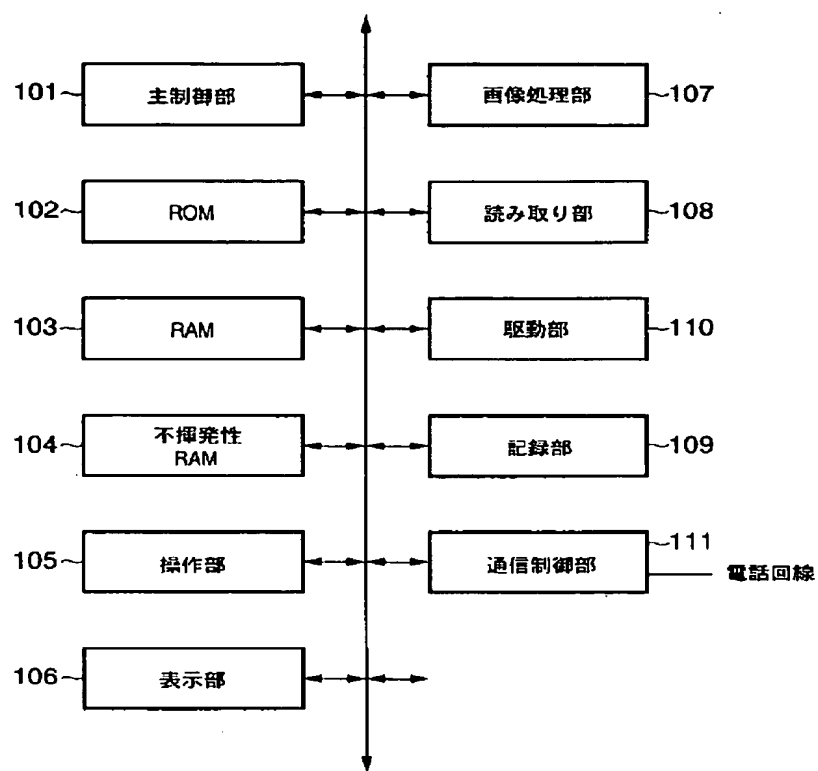 101 主制御部
画像処理部 107
102 ROM
読み取り部 108
103 RAM
駆動部 110
104 不揮発性
RAM
記録部 109
105 操作部
通信制御部 111
電話回線
106 表示部